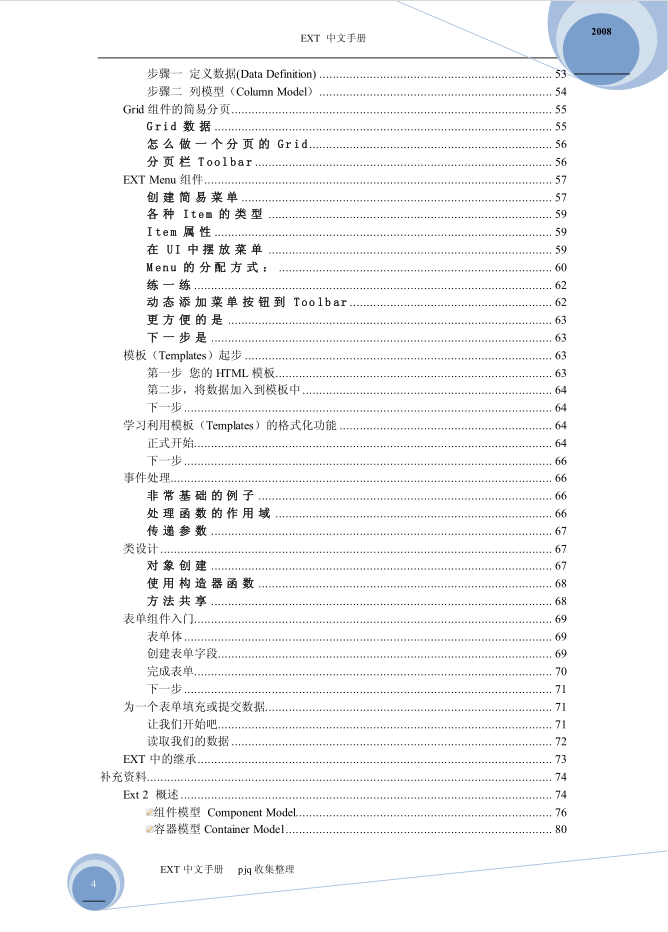 EXT 中文手册
2008
步骤一 定义数据(Data Definition) ........ 53
步骤二 列模型（Column Model） ........ 54
Grid 组件的简易分页........ 55
Grid 数据 ........ 55
怎么做一个分页的 Grid........ 56
分页栏 Toolbar ........ 56
EXT Menu 组件........ 57
创建简易菜单 ........ 57
各种 Item 的类型 ........ 59
Item 属性 ........ 59
在 UI 中摆放菜单 ........ 59
Menu 的分配方式： ........ 60
练一练 ........ 62
动态添加菜单按钮到 Toolbar ........ 62
更方便的是 ........ 63
下一步是 ........ 63
模板（Templates）起步 ........ 63
第一步 您的 HTML 模板........ 63
第二步，将数据加入到模板中 ........ 64
下一步 ........ 64
学习利用模板（Templates）的格式化功能 ........ 64
正式开始........ 64
下一步 ........ 66
事件处理........ 66
非常基础的例子 ........ 66
处理函数的作用域 ........ 66
传递参数 ........ 67
类设计 ........ 67
对象创建 ........ 67
使用构造器函数 ........ 68
方法共享 ........ 68
表单组件入门........ 69
表单体 ........ 69
创建表单字段........ 69
完成表单........ 70
下一步 ........ 71
为一个表单填充或提交数据........ 71
让我们开始吧........ 71
读取我们的数据 ........ 72
EXT 中的继承........ 73
补充资料........ 74
Ext 2 概述 ........ 74
组件模型 Component Model........ 76
容器模型 Container Model........ 80
EXT 中文手册 pjq 收集整理
4